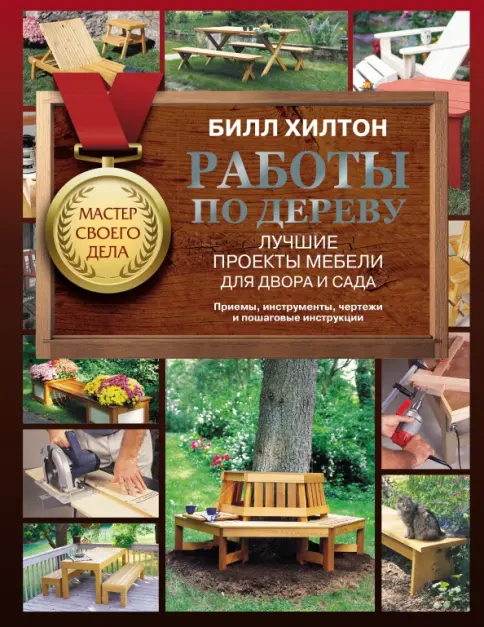 БИЛЛ ХИЛТОН
РАБОТЫ
ПО ДЕРЕВУ
ЛУЧШИЕ
ПРОЕКТЫ МЕБЕЛИ
ДЛЯ ДВОРА И САДА
Приемы, инструменты, чертежи
и пошаговые инструкции
МАСТЕР
СВОЕГО
ДЕЛА